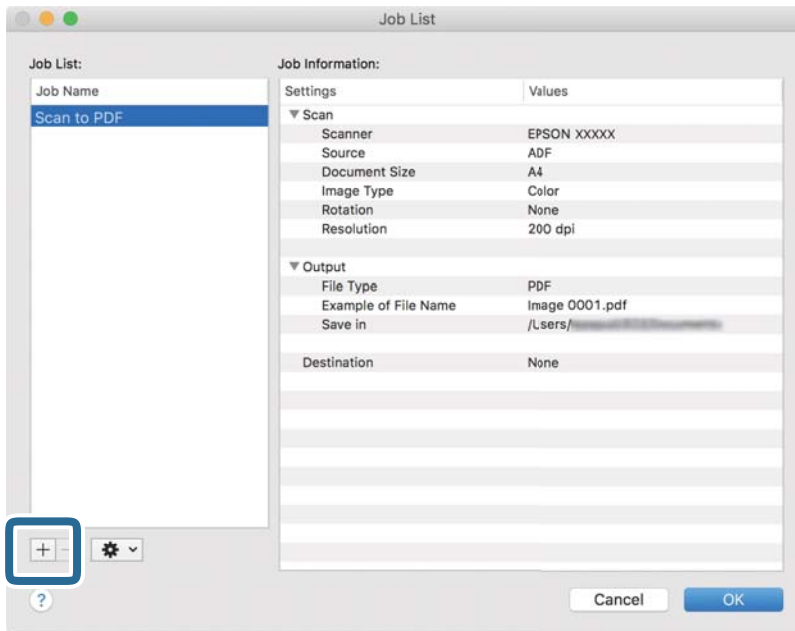 Job List
Job List:
Job Information:
Job Name
Settings Values
Scan to PDF
Scan
Scanner EPSON XXXXX
Source ADF
Document Size A4
Image Type Color
Rotation None
Resolution 200 dpi
Output
File Type PDF
Example of File Name Image 0001.pdf
Save in /Users/
Destination None
+ -
?
Cancel OK